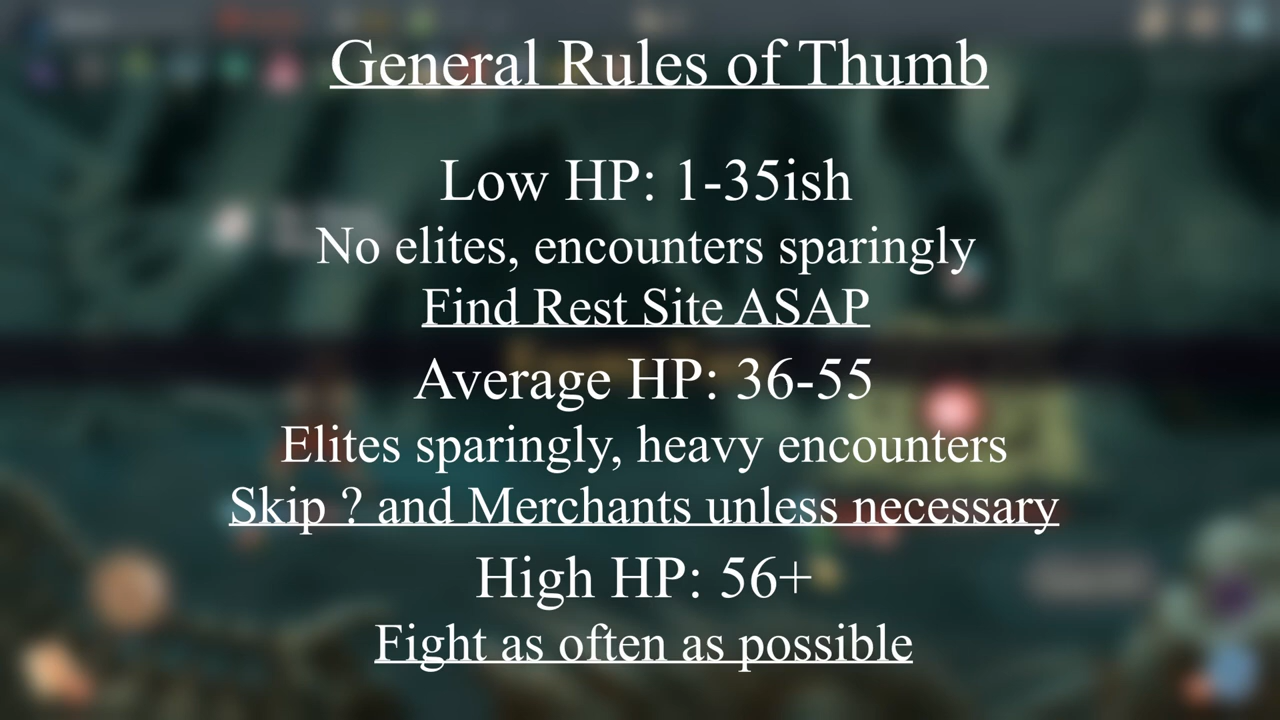 General Rules of Thumb
Low HP: 1-35ish
No elites, encounters sparingly
Find Rest Site ASAP
Average HP: 36-55
Elites sparingly, heavy encounters
Skip ? and Merchants unless necessary
High HP: 56+
Fight as often as possible